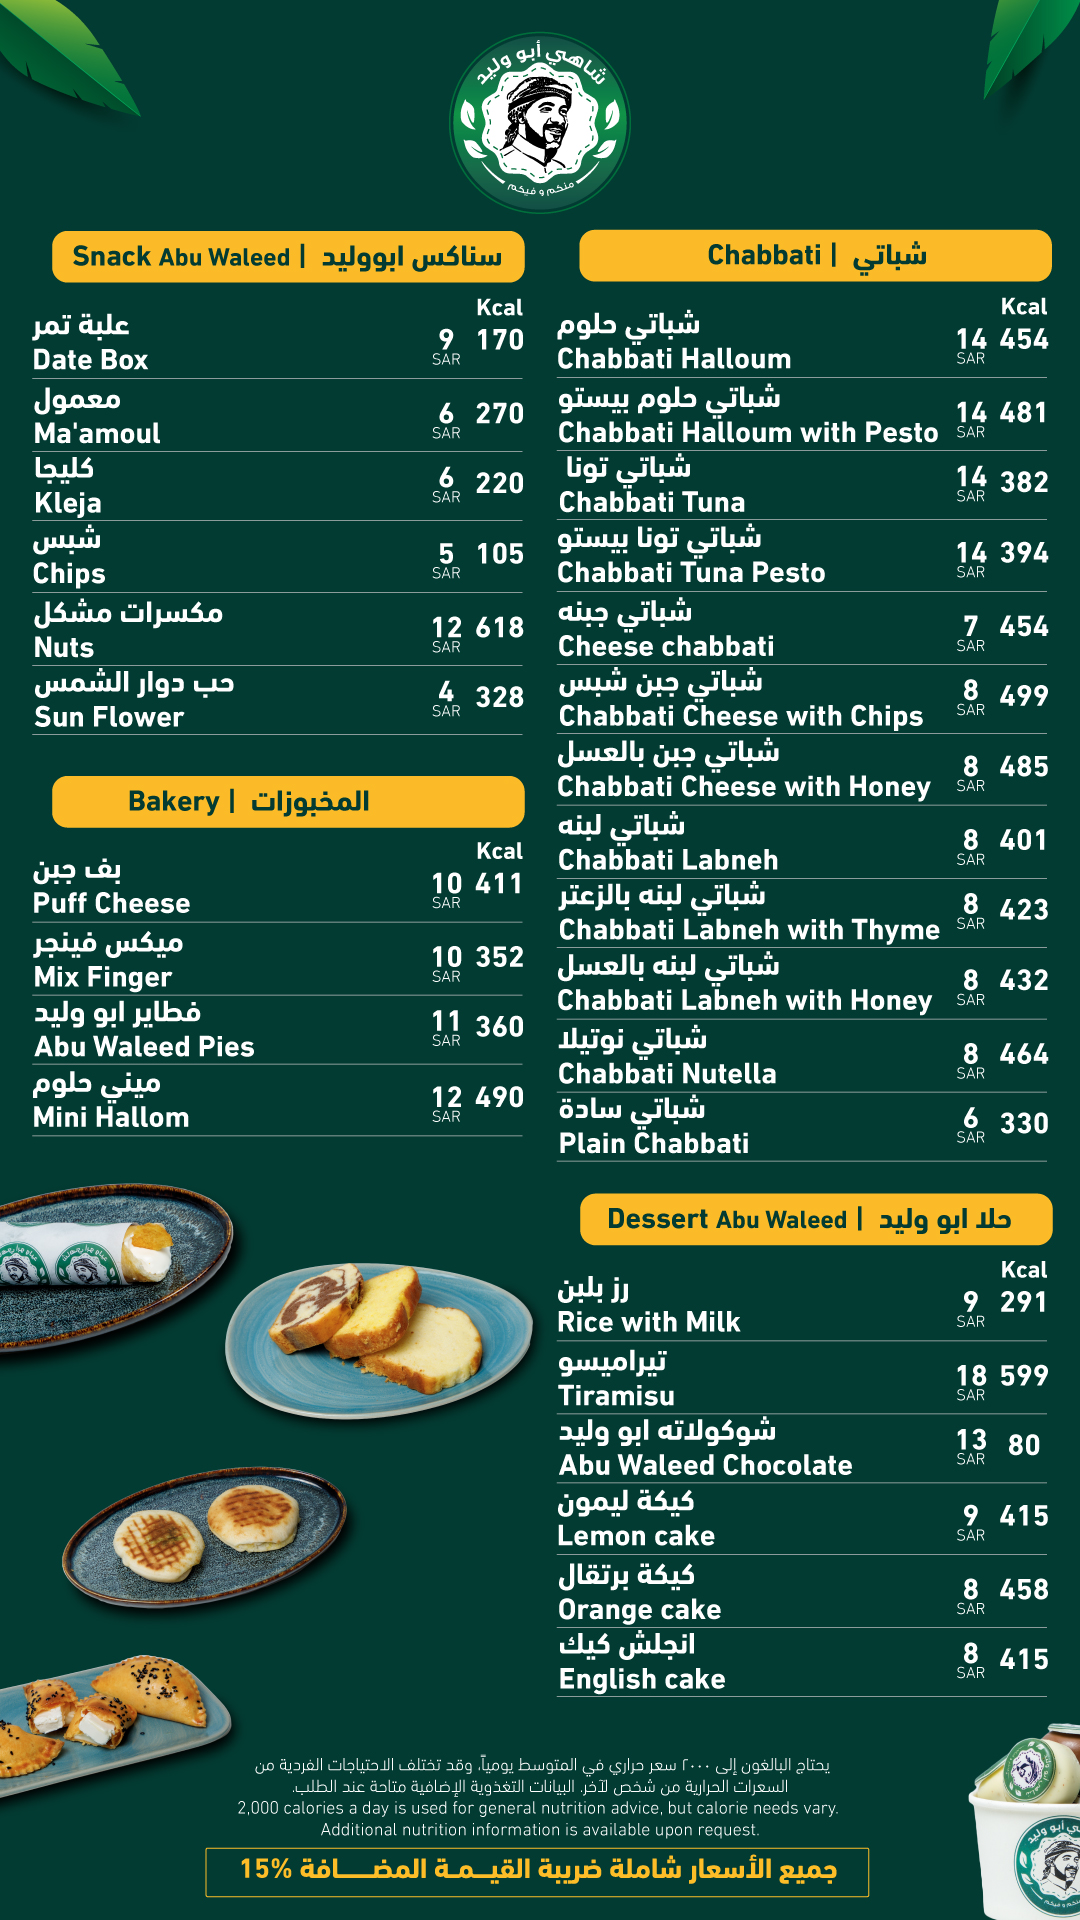 شاهي أبو وليد
منكم و فيكم
Snack Abu Waleed | سناكس ابووليد
Kcal
علبة تمر
Date Box
9 SAR 170
معمول
Ma'amoul
6 SAR 270
كليجا
Kleja
6 SAR 220
شبس
Chips
5 SAR 105
مكسرات مشكل
Nuts
12 SAR 618
حب دوار الشمس
Sun Flower
4 SAR 328
Bakery | المخبوزات
Kcal
بف جبن
Puff Cheese
10 SAR 411
ميكس فينجر
Mix Finger
10 SAR 352
فطاير ابو وليد
Abu Waleed Pies
11 SAR 360
ميني حلوم
Mini Hallom
12 SAR 490
Chabbati | شباتي
Kcal
شباتي حلوم
Chabbati Halloum
14 SAR 454
شباتي حلوم بيستو
Chabbati Halloum with Pesto
14 SAR 481
شباتي تونا
Chabbati Tuna
14 SAR 382
شباتي تونا بيستو
Chabbati Tuna Pesto
14 SAR 394
شباتي جبنه
Cheese chabbati
7 SAR 454
شباتي جبن شبس
Chabbati Cheese with Chips
8 SAR 499
شباتي جبن بالعسل
Chabbati Cheese with Honey
8 SAR 485
شباتي لبنه
Chabbati Labneh
8 SAR 401
شباتي لبنه بالزعتر
Chabbati Labneh with Thyme
8 SAR 423
شباتي لبنه بالعسل
Chabbati Labneh with Honey
8 SAR 432
شباتي نوتيلا
Chabbati Nutella
8 SAR 464
شباتي سادة
Plain Chabbati
6 SAR 330
Dessert Abu Waleed | حلا ابو وليد
Kcal
رز بلبن
Rice with Milk
9 SAR 291
تيراميسو
Tiramisu
18 SAR 599
شوكولاته ابو وليد
Abu Waleed Chocolate
13 SAR 80
كيكة ليمون
Lemon cake
9 SAR 415
كيكة برتقال
Orange cake
8 SAR 458
انجلش كيك
English cake
8 SAR 415
يحتاج البالغون إلى ٢٠٠٠ سعر حراري في المتوسط يومياً، وقد تختلف الاحتياجات الفردية من
السعرات الحرارية من شخص لآخر. البيانات التغذوية الإضافية متاحة عند الطلب.
2,000 calories a day is used for general nutrition advice, but calorie needs vary.
Additional nutrition information is available upon request.
جميع الأسعار شاملة ضريبة القيـــمـة المضـــــافة 15%